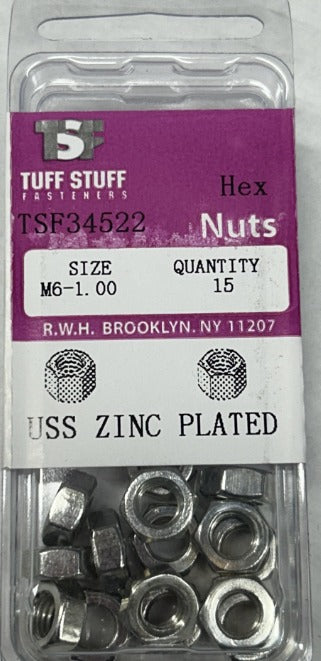 TSF
TUFF STUFF
FASTENERS
Hex
TSF34522
Nuts
SIZE QUANTITY
M6-1.00 15
R.W.H. BROOKLYN. NY 11207
USS ZINC PLATED